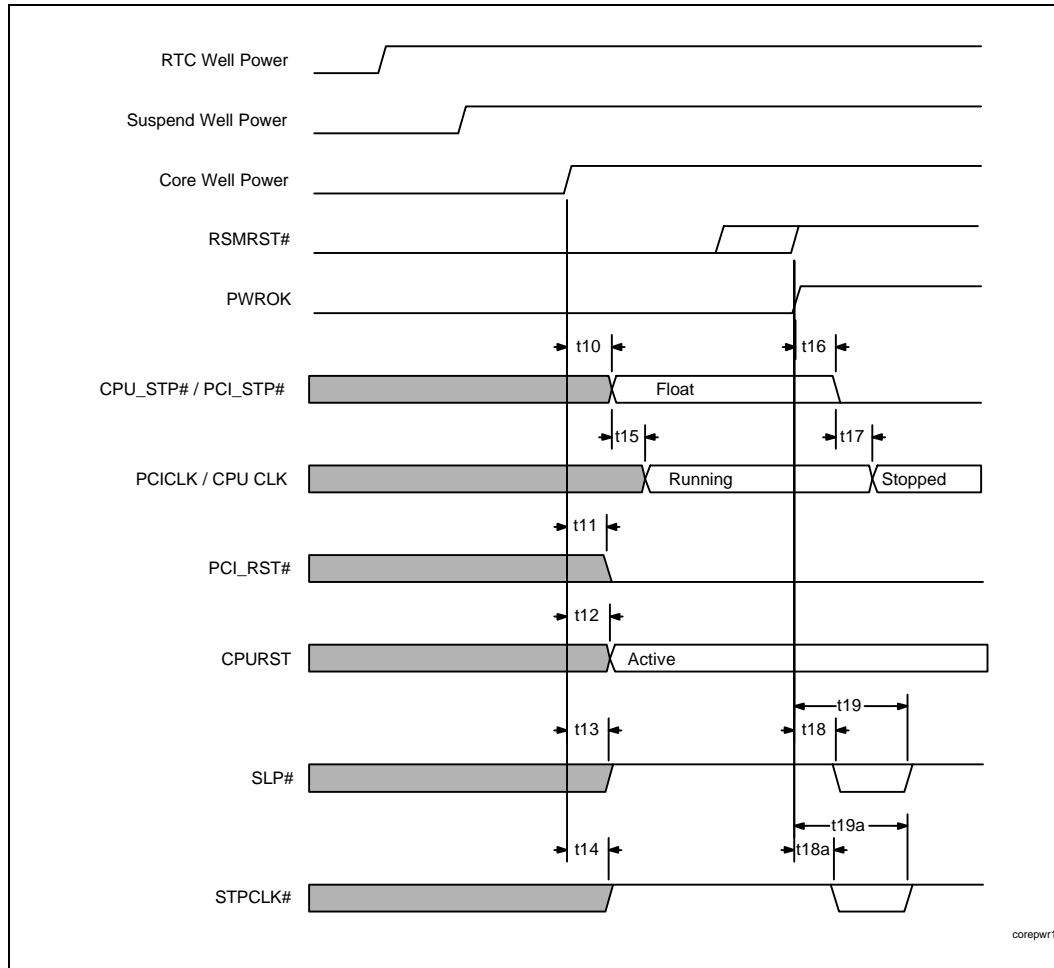 RTC Well Power
Suspend Well Power
Core Well Power
RSMRST#
PWROK
t10
t16
CPU_STP# / PCI_STP#
Float
t15
t17
PCICLK / CPU CLK
Running
Stopped
t11
PCI_RST#
t12
CPURST
Active
t19
t13
t18
SLP#
t19a
t14
t18a
STPCLK#
corepwr1